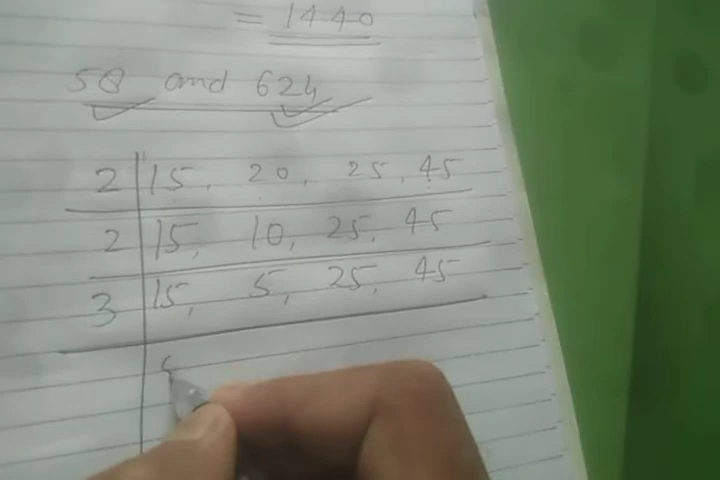 = 1440
58 and 624
2 | 15, 20, 25, 45
2 | 15, 10, 25, 45
3 | 15, 5, 25, 45
5